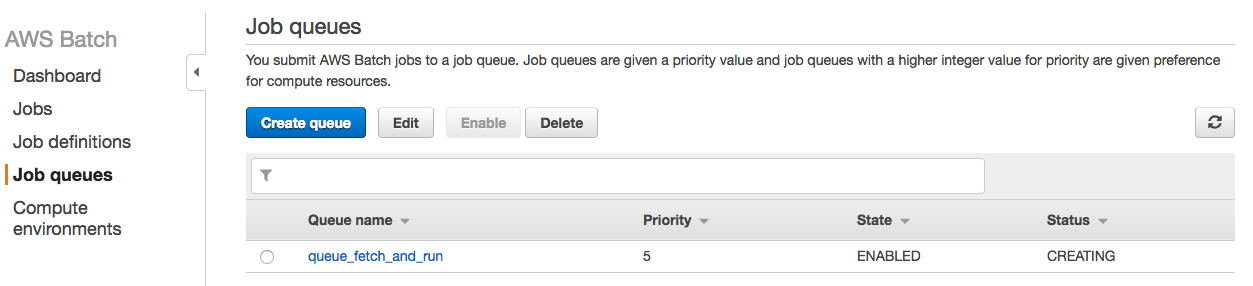 AWS Batch
Dashboard
Jobs
Job definitions
Job queues
Compute
environments
Job queues
You submit AWS Batch jobs to a job queue. Job queues are given a priority value and job queues with a higher integer value for priority are given preference
for compute resources.
Create queue Edit Enable Delete
Queue name Priority State Status
queue_fetch_and_run 5 ENABLED CREATING